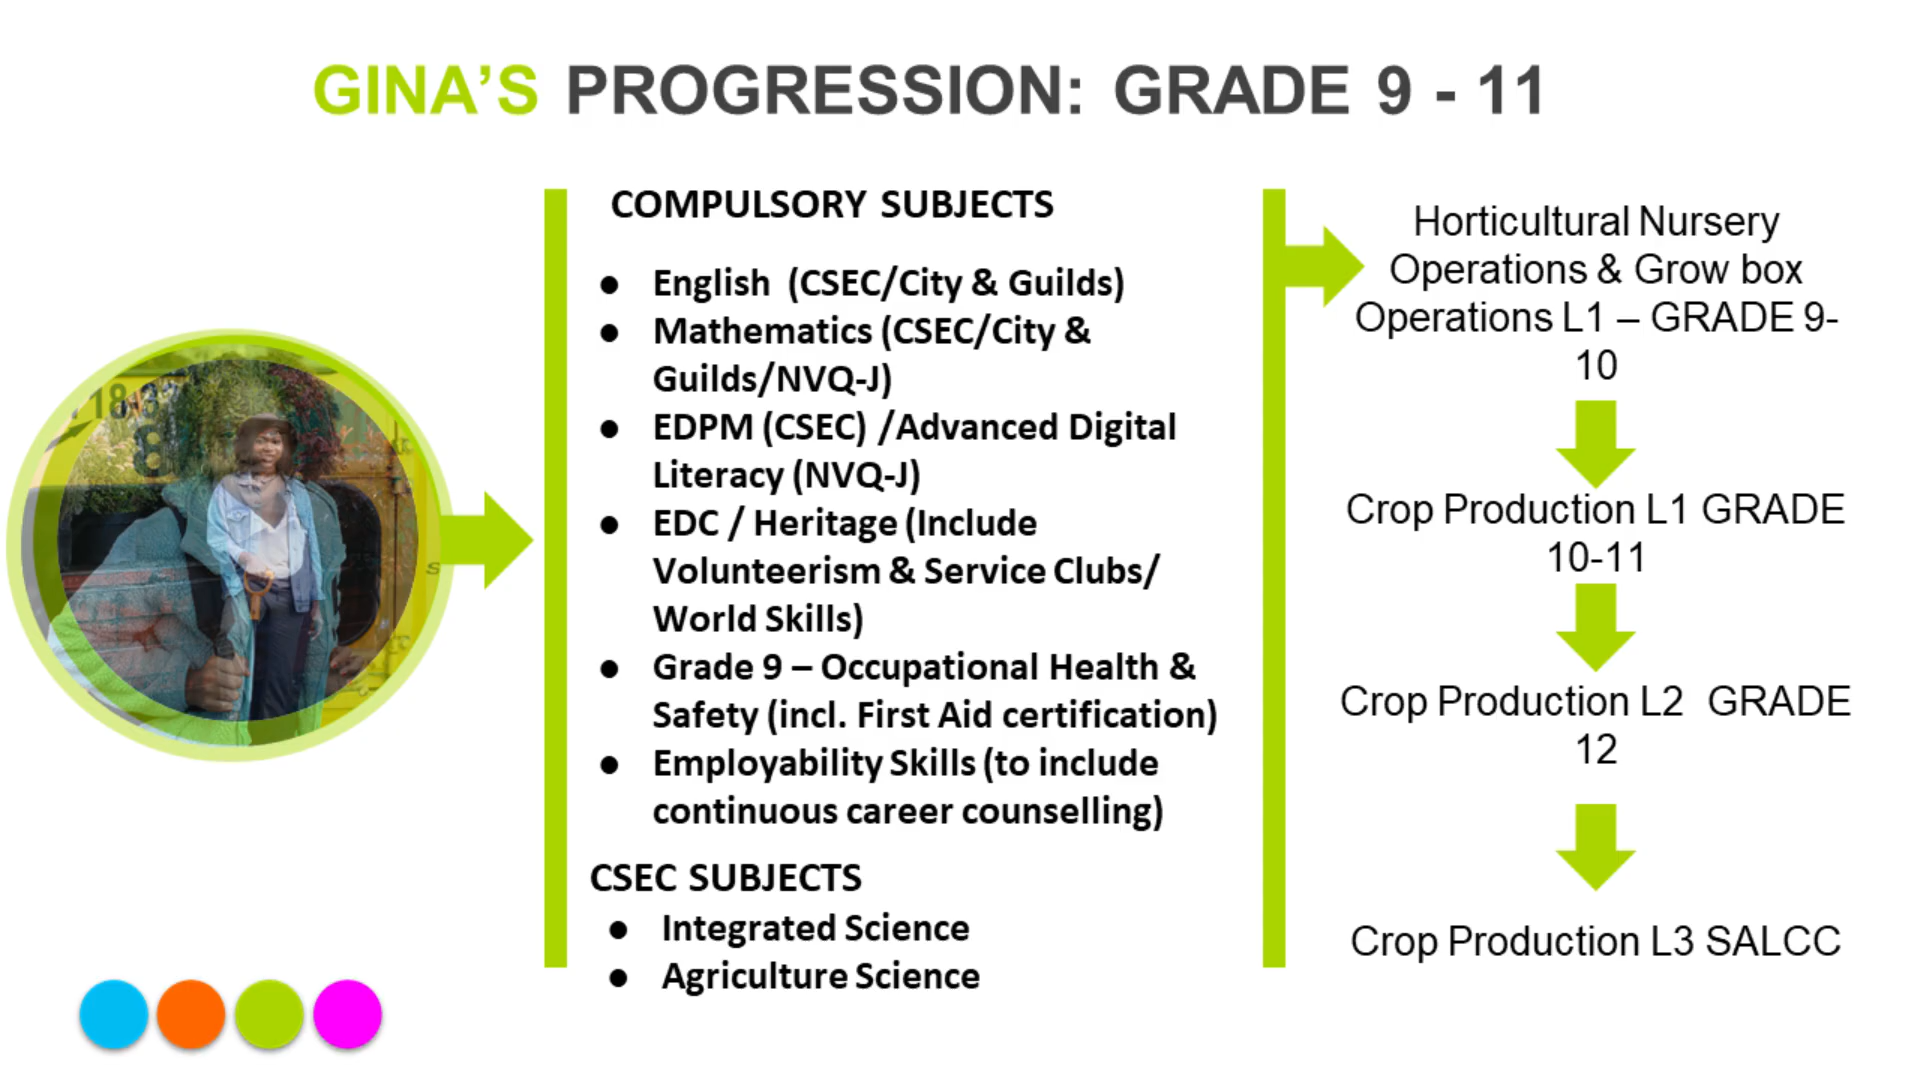 GINA'S PROGRESSION: GRADE 9 - 11
COMPULSORY SUBJECTS
● English (CSEC/City & Guilds)
● Mathematics (CSEC/City &
Guilds/NVQ-J)
● EDPM (CSEC) /Advanced Digital
Literacy (NVQ-J)
● EDC / Heritage (Include
Volunteerism & Service Clubs/
World Skills)
● Grade 9 – Occupational Health &
Safety (incl. First Aid certification)
● Employability Skills (to include
continuous career counselling)
CSEC SUBJECTS
● Integrated Science
● Agriculture Science
Horticultural Nursery
Operations & Grow box
Operations L1 – GRADE 9-
10
Crop Production L1 GRADE
10-11
Crop Production L2 GRADE
12
Crop Production L3 SALCC